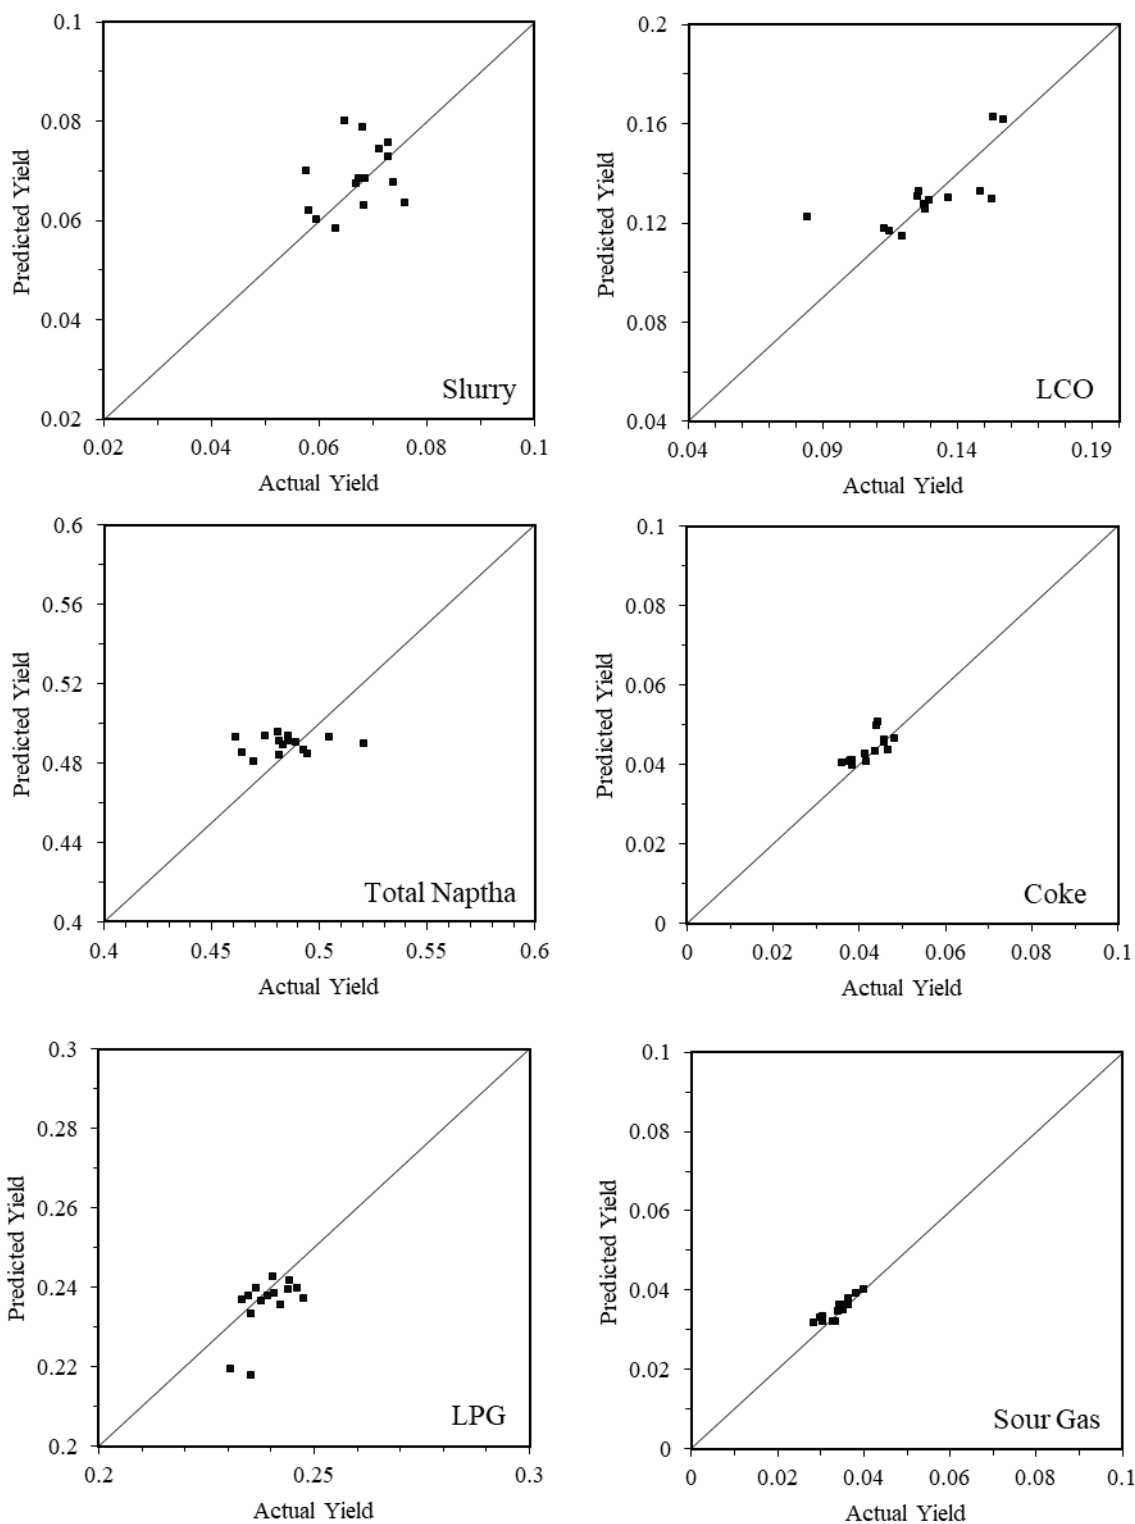 0.1
0.08
0.06
0.04
0.02
Predicted Yield
Slurry
0.02 0.04 0.06 0.08 0.1
Actual Yield
0.2
0.16
0.12
0.08
0.04
Predicted Yield
LCO
0.04 0.09 0.14 0.19
Actual Yield
0.6
0.56
0.52
0.48
0.44
0.4
Predicted Yield
Total Naptha
0.4 0.45 0.5 0.55 0.6
Actual Yield
0.1
0.08
0.06
0.04
0.02
0
Predicted Yield
Coke
0 0.02 0.04 0.06 0.08 0.1
Actual Yield
0.3
0.28
0.26
0.24
0.22
0.2
Predicted Yield
LPG
0.2 0.25 0.3
Actual Yield
0.1
0.08
0.06
0.04
0.02
0
Predicted Yield
Sour Gas
0 0.02 0.04 0.06 0.08 0.1
Actual Yield